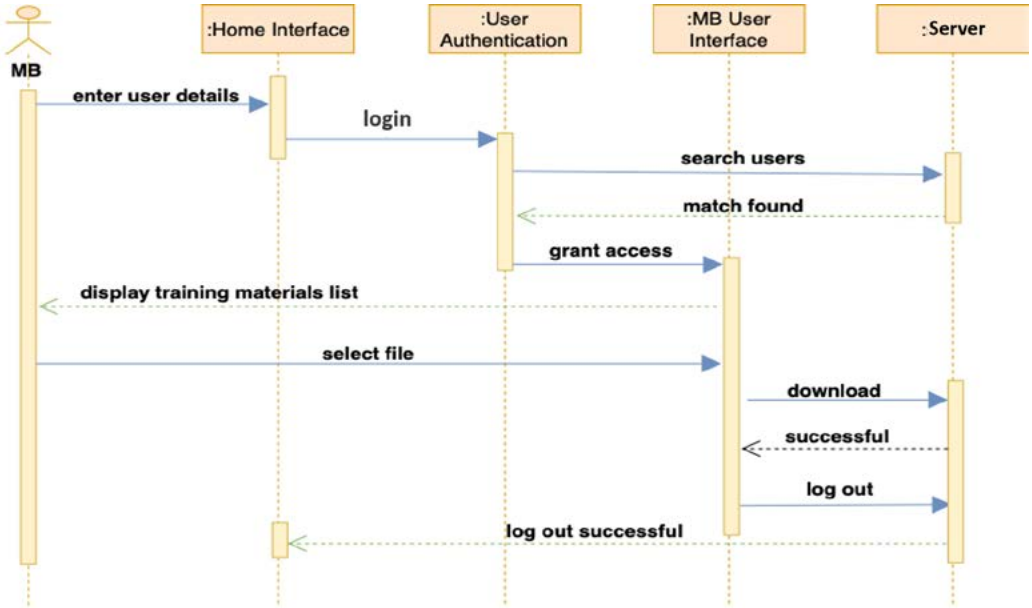 :Home Interface
:User
Authentication
:MB User
Interface
:Server
MB
enter user details
login
search users
match found
grant access
display training materials list
select file
download
successful
log out
log out successful